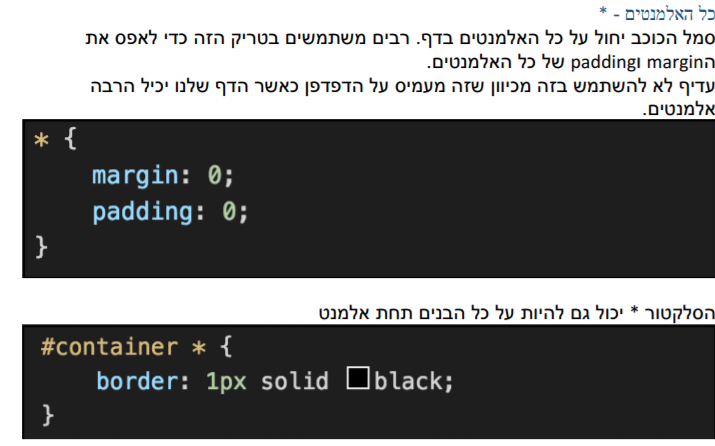 כל האלמנטים - *
סמל הכוכב יחול על כל האלמנטים בדף. רבים משתמשים בטריק הזה כדי לאפס את
הmargin וpadding של כל האלמנטים.
עדיף לא להשתמש בזה מכיוון שזה מעמיס על הדפדפן כאשר הדף שלנו יכיל הרבה
אלמנטים.
* {
    margin: 0;
    padding: 0;
}
הסלקטור * יכול גם להיות על כל הבנים תחת אלמנט
#container * {
    border: 1px solid black;
}